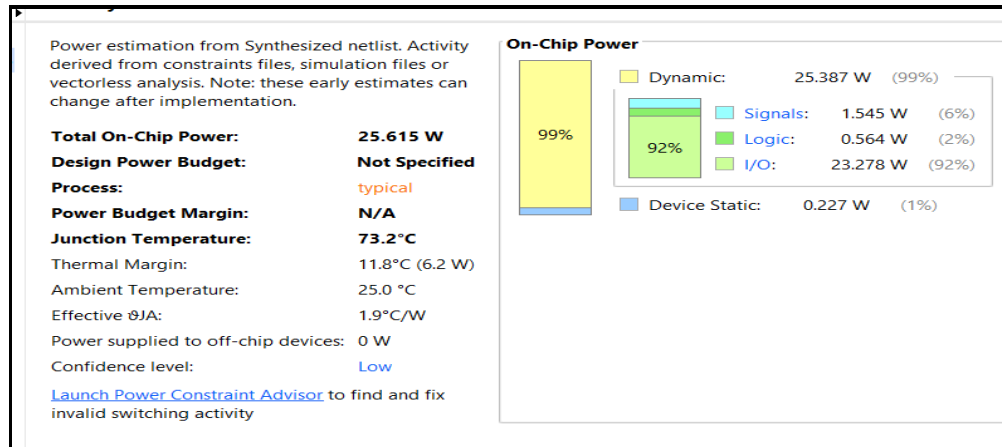 Power estimation from Synthesized netlist. Activity
derived from constraints files, simulation files or
vectorless analysis. Note: these early estimates can
change after implementation.
Total On-Chip Power: 25.615 W
Design Power Budget: Not Specified
Process: typical
Power Budget Margin: N/A
Junction Temperature: 73.2°C
Thermal Margin: 11.8°C (6.2 W)
Ambient Temperature: 25.0 °C
Effective ϑJA: 1.9°C/W
Power supplied to off-chip devices: 0 W
Confidence level: Low
Launch Power Constraint Advisor to find and fix
invalid switching activity
On-Chip Power
99%
92%
Dynamic: 25.387 W (99%)
Signals: 1.545 W (6%)
Logic: 0.564 W (2%)
I/O: 23.278 W (92%)
Device Static: 0.227 W (1%)